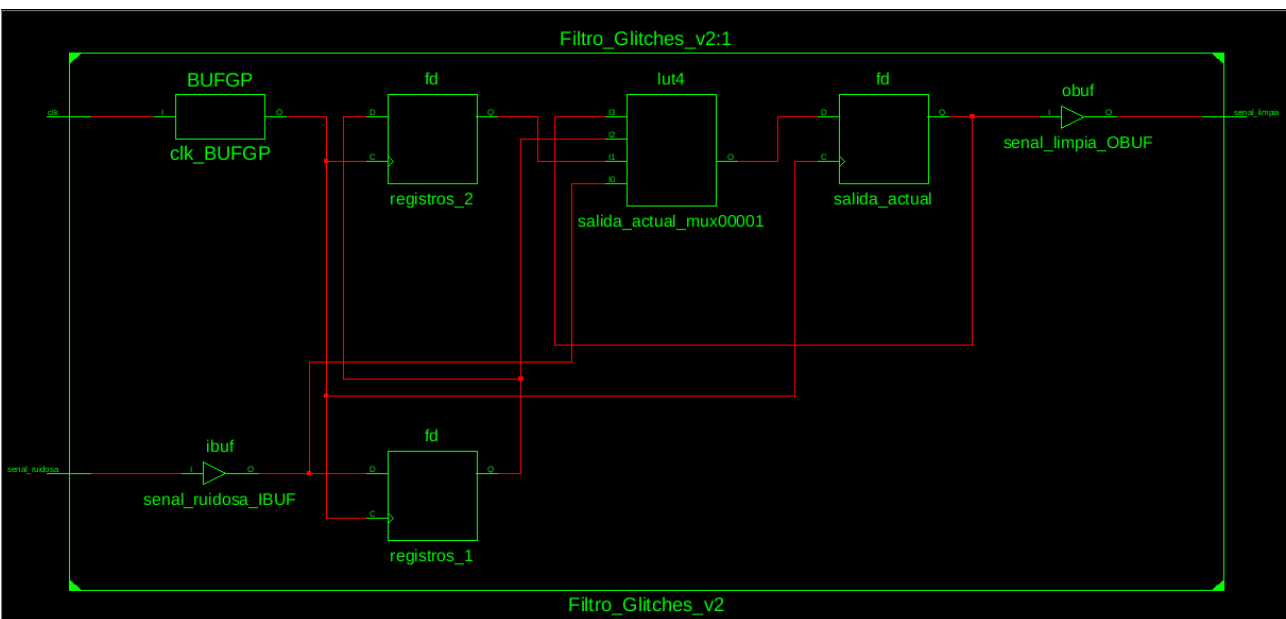 Filtro_Glitches_v2:1
BUFGP
fd
lut4
fd
obuf
clk
I
O
D
Q
I3
D
Q
I
O
senal_limpia
I2
senal_limpia_OBUF
clk_BUFGP
C
I1
O
C
I0
registros_2
salida_actual
salida_actual_mux00001
fd
ibuf
senal_ruidosa
I
O
D
Q
senal_ruidosa_IBUF
C
registros_1
Filtro_Glitches_v2